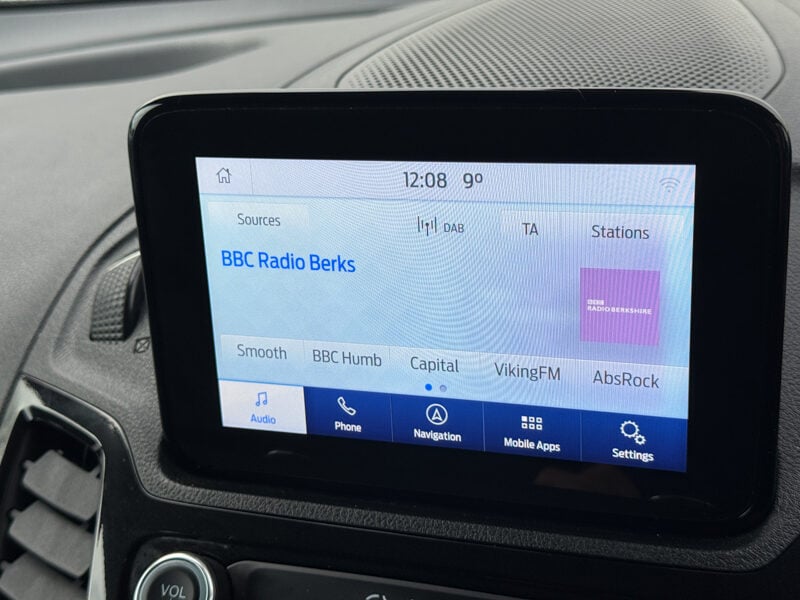 12:08 9º
Sources DAB TA Stations
BBC Radio Berks
BBC
RADIO BERKSHIRE
Smooth BBC Humb Capital VikingFM AbsRock
Audio Phone Navigation Mobile Apps Settings
VOL